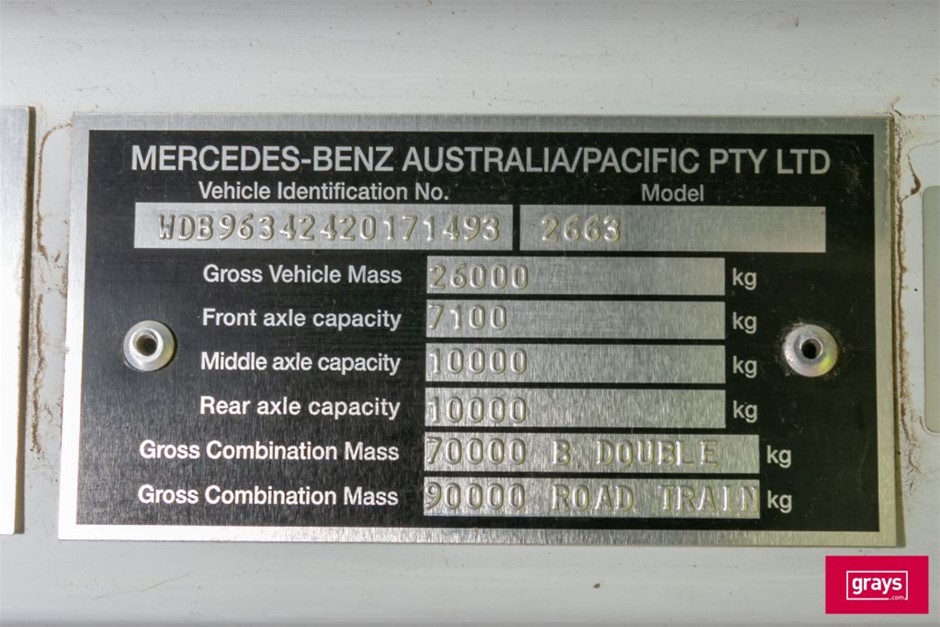 MERCEDES-BENZ AUSTRALIA/PACIFIC PTY LTD
Vehicle Identification No. Model
WDB96342420171493 2663
Gross Vehicle Mass 26000 kg
Front axle capacity 7100 kg
Middle axle capacity 10000 kg
Rear axle capacity 10000 kg
Gross Combination Mass 70000 B DOUBLE kg
Gross Combination Mass 90000 ROAD TRAIN kg
grays
.com